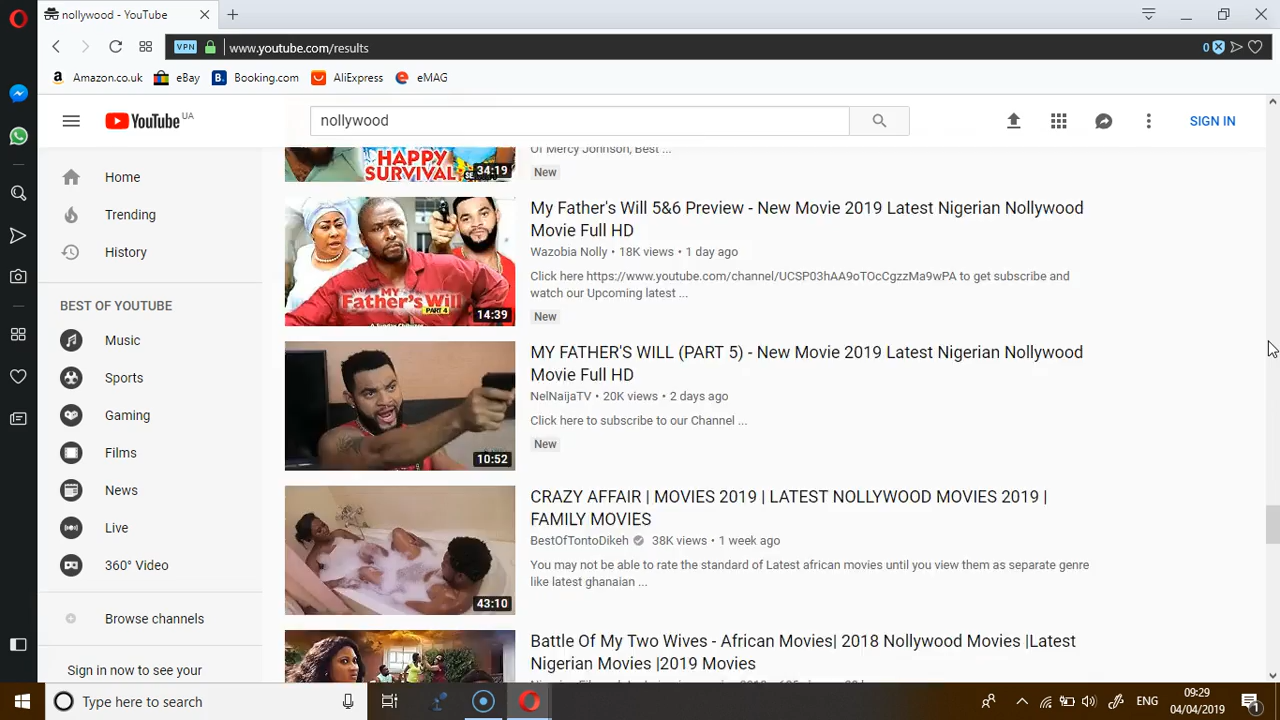 nollywood - YouTube
VPN www.youtube.com/results 0
Amazon.co.uk eBay Booking.com AliExpress eMAG
YouTube UA nollywood SIGN IN
Home
Trending
History
BEST OF YOUTUBE
Music
Sports
Gaming
Films
News
Live
360° Video
Browse channels
Sign in now to see your
HAPPY
SURVIVAL
34:19
Of Mercy Johnson, Best ...
New
MY
Father's Will
PART 4
14:39
My Father's Will 5&6 Preview - New Movie 2019 Latest Nigerian Nollywood
Movie Full HD
Wazobia Nolly • 18K views • 1 day ago
Click here https://www.youtube.com/channel/UCSP03hAA9oTOcCgzzMa9wPA to get subscribe and
watch our Upcoming latest ...
New
10:52
MY FATHER'S WILL (PART 5) - New Movie 2019 Latest Nigerian Nollywood
Movie Full HD
NelNaijaTV • 20K views • 2 days ago
Click here to subscribe to our Channel ...
New
43:10
CRAZY AFFAIR | MOVIES 2019 | LATEST NOLLYWOOD MOVIES 2019 |
FAMILY MOVIES
BestOfTontoDikeh 38K views • 1 week ago
You may not be able to rate the standard of Latest african movies until you view them as separate genre
like latest ghanaian ...
Battle Of My Two Wives - African Movies| 2018 Nollywood Movies |Latest
Nigerian Movies |2019 Movies
Type here to search
ENG
09:29
04/04/2019
1